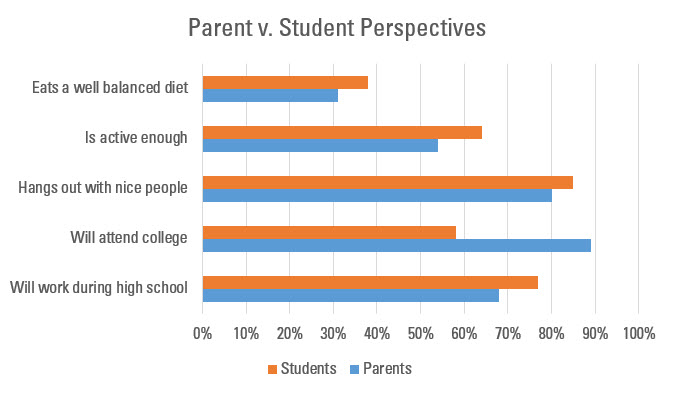 Parent v. Student Perspectives
Eats a well balanced diet
Is active enough
Hangs out with nice people
Will attend college
Will work during high school
0% 10% 20% 30% 40% 50% 60% 70% 80% 90% 100%
Students Parents